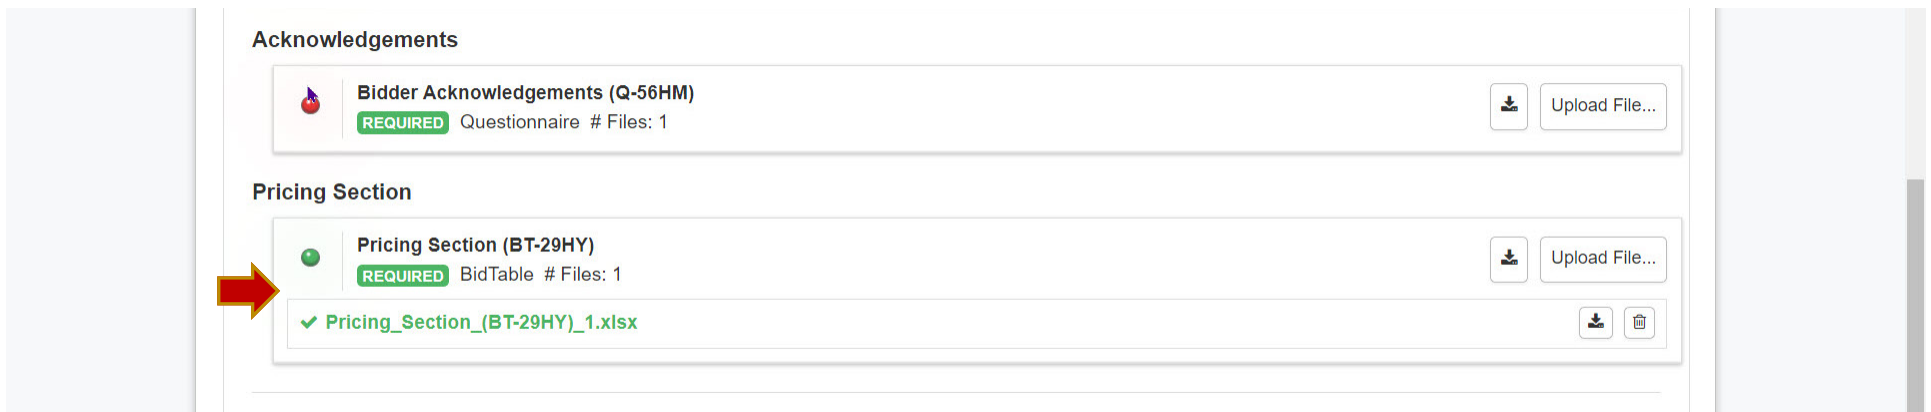 Acknowledgements
Bidder Acknowledgements (Q-56HM)
REQUIRED Questionnaire # Files: 1
Upload File...
Pricing Section
Pricing Section (BT-29HY)
REQUIRED BidTable # Files: 1
Upload File...
Pricing_Section_(BT-29HY)_1.xlsx